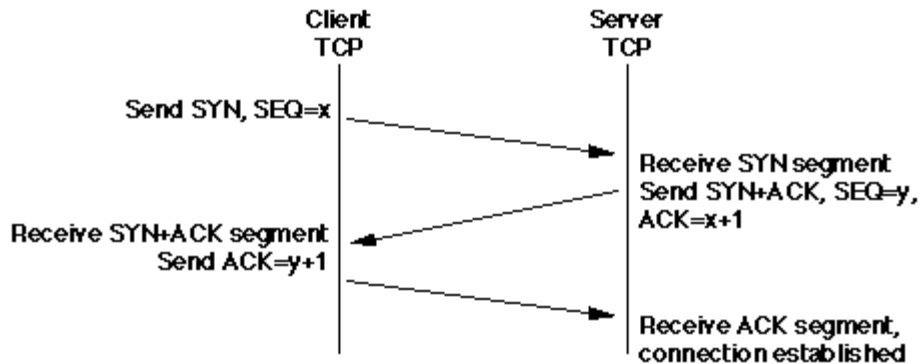 Client
TCP
Server
TCP
Send SYN, SEQ=x
Receive SYN segment
Send SYN+ACK, SEQ=y,
ACK=x+1
Receive SYN+ACK segment
Send ACK=y+1
Receive ACK segment,
connection established